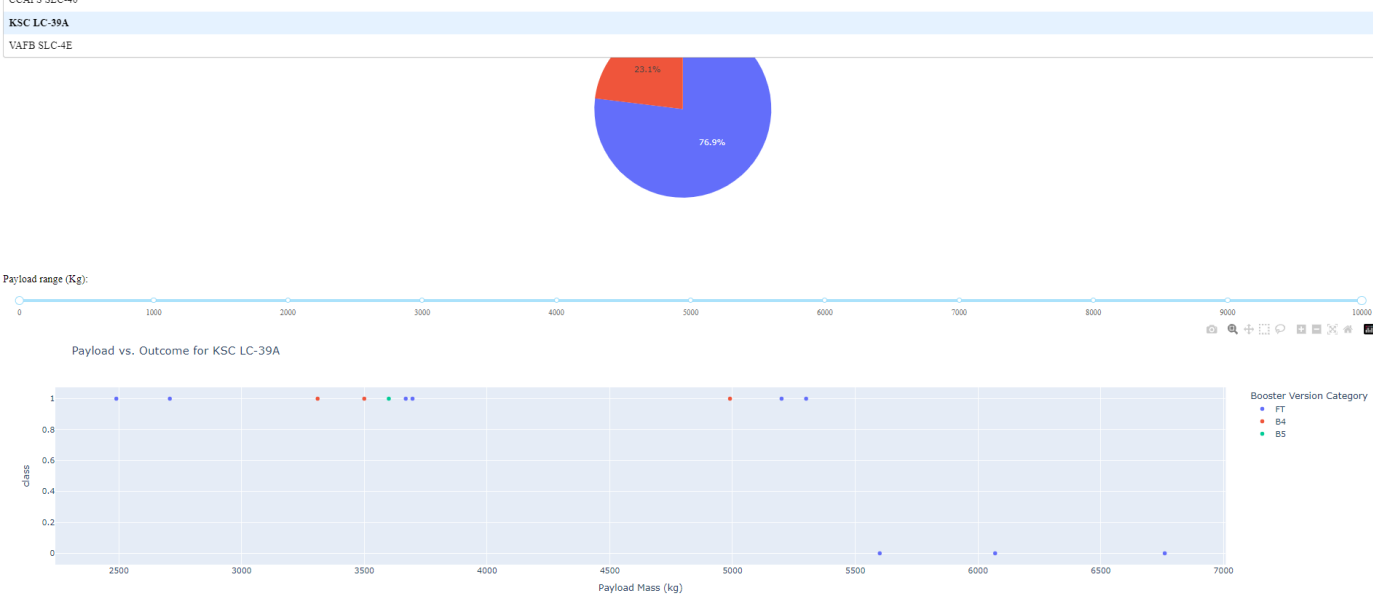 CCAFS SLC-40
KSC LC-39A
VAFB SLC-4E
23.1%
76.9%
Payload range (Kg):
0 1000 2000 3000 4000 5000 6000 7000 8000 9000 10000
Payload vs. Outcome for KSC LC-39A
Booster Version Category
FT
B4
B5
class
1
0.8
0.6
0.4
0.2
0
2500 3000 3500 4000 4500 5000 5500 6000 6500 7000
Payload Mass (kg)